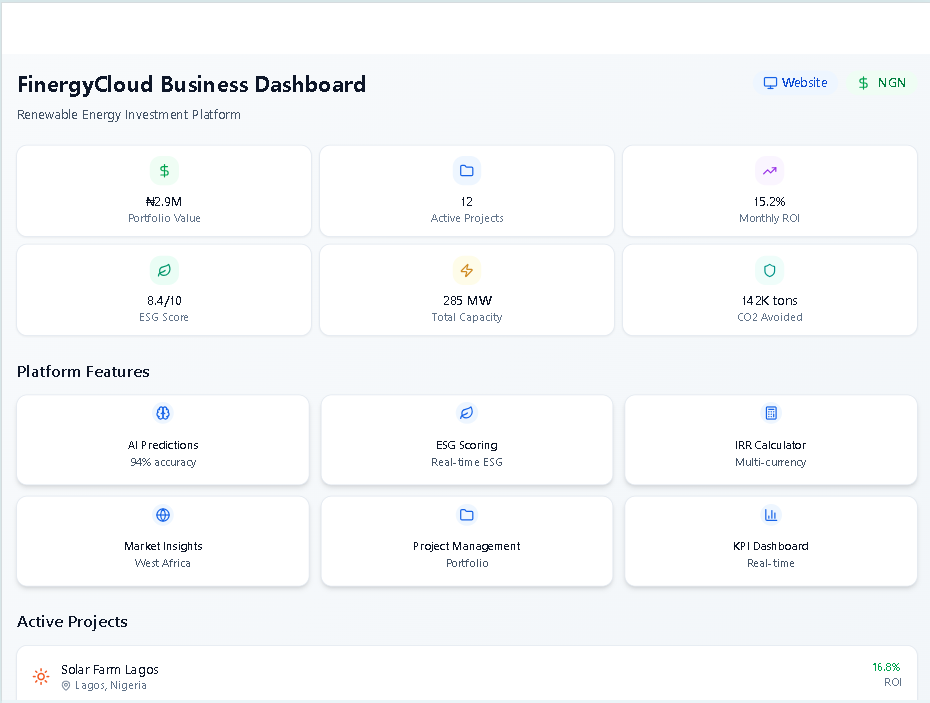 FinergyCloud Business Dashboard
Website
$ NGN
Renewable Energy Investment Platform
₦2.9M
Portfolio Value
12
Active Projects
15.2%
Monthly ROI
8.4/10
ESG Score
285 MW
Total Capacity
142K tons
CO2 Avoided
Platform Features
AI Predictions
94% accuracy
ESG Scoring
Real-time ESG
IRR Calculator
Multi-currency
Market Insights
West Africa
Project Management
Portfolio
KPI Dashboard
Real-time
Active Projects
Solar Farm Lagos
Lagos, Nigeria
16.8%
ROI